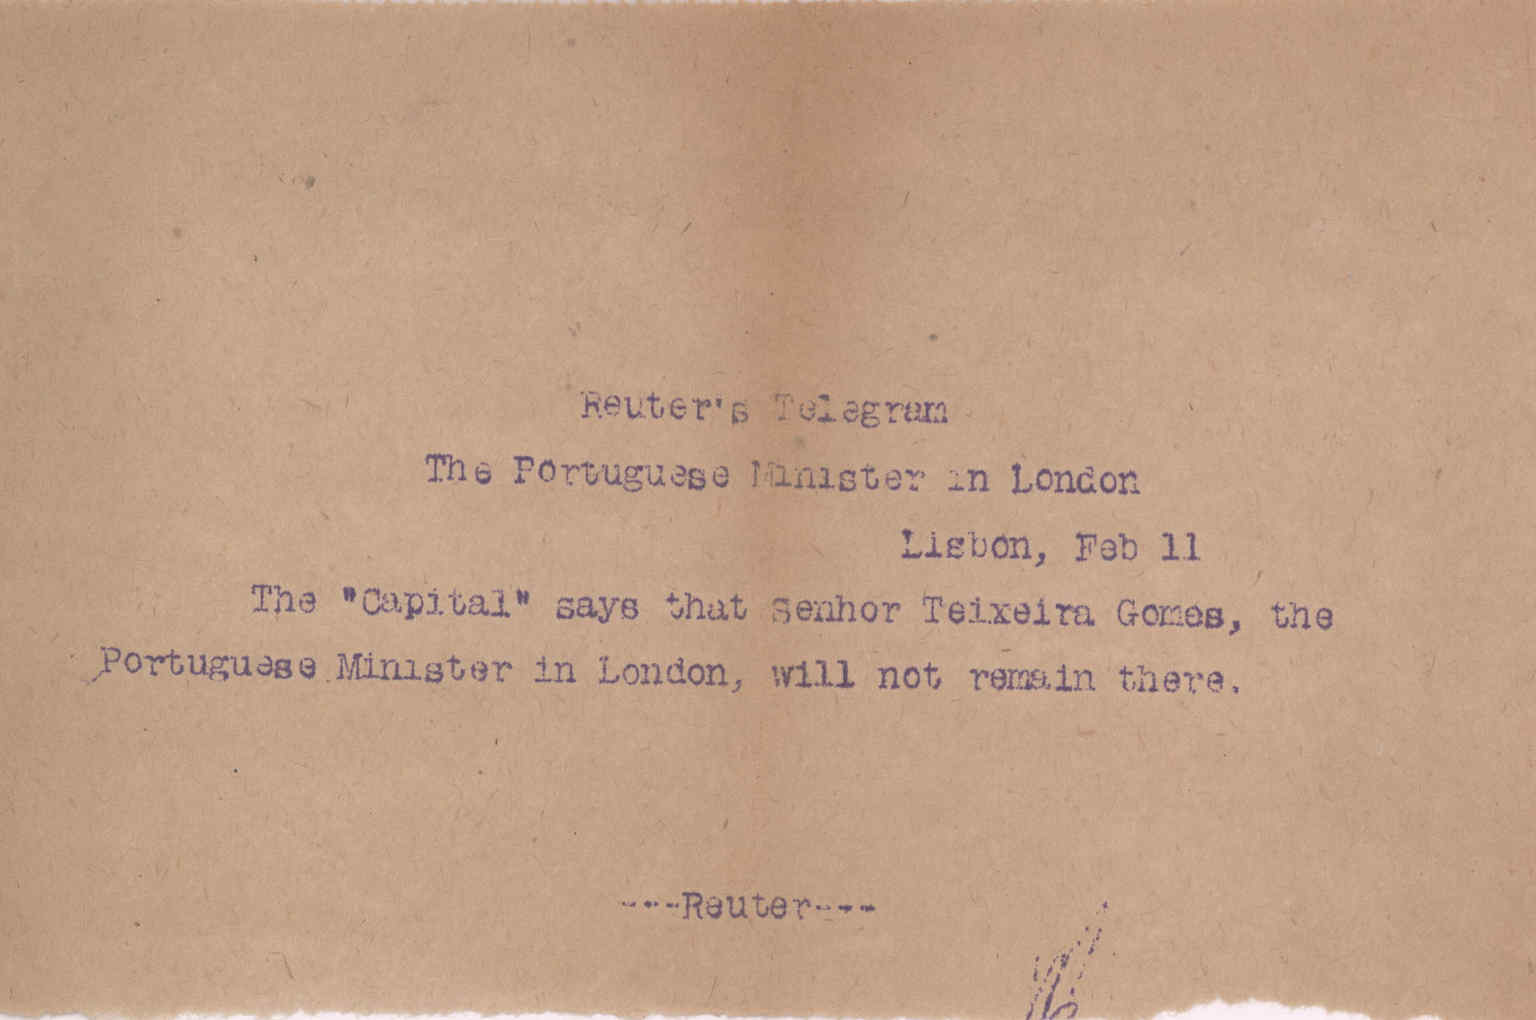 Reuter's Telegram
The Portuguese Minister in London
Lisbon, Feb 11
The "Capital" says that Senhor Teixeira Gomes, the
Portuguese Minister in London, will not remain there.
---Reuter---